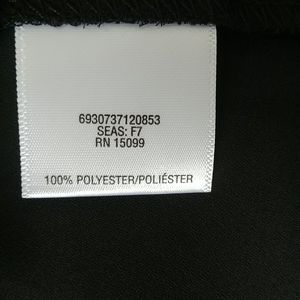 6930737120853
SEAS: F7
RN 15099
100% POLYESTER/POLIÉSTER